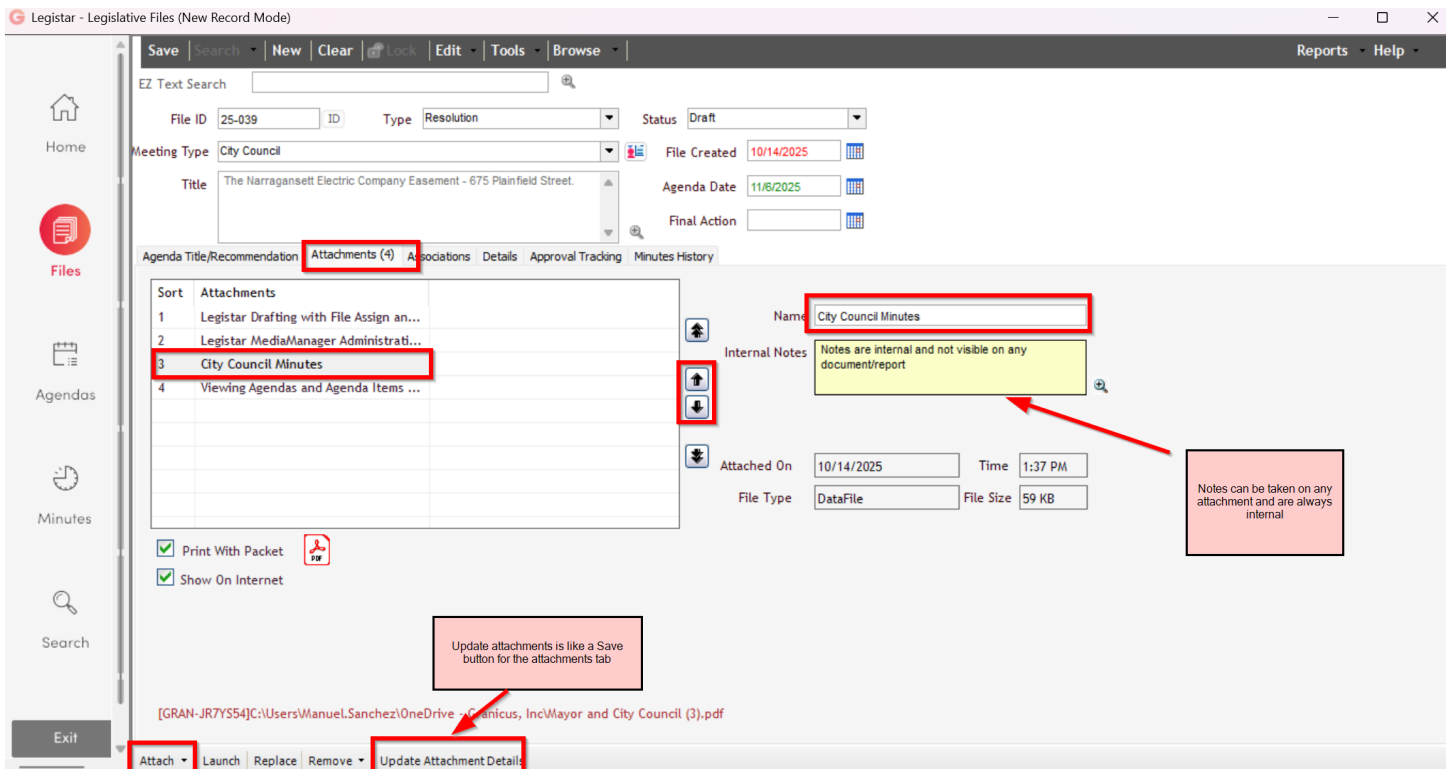 Legistar - Legislative Files (New Record Mode)
Save Search New Clear Lock Edit Tools Browse Reports Help
EZ Text Search
File ID 25-039 ID Type Resolution Status Draft
Meeting Type City Council File Created 10/14/2025
Title The Narragansett Electric Company Easement - 675 Plainfield Street. Agenda Date 11/6/2025
Final Action
Agenda Title/Recommendation Attachments (4) Associations Details Approval Tracking Minutes History
Sort Attachments
1 Legistar Drafting with File Assign an...
2 Legistar MediaManager Administrati...
3 City Council Minutes
4 Viewing Agendas and Agenda Items ...
Name City Council Minutes
Internal Notes Notes are internal and not visible on any
document/report
Attached On 10/14/2025 Time 1:37 PM
File Type DataFile File Size 59 KB
Notes can be taken on any
attachment and are always
internal
Print With Packet PDF
Show On Internet
Update attachments is like a Save
button for the attachments tab
[GRAN-JR7YS54]C:\Users\Manuel.Sanchez\OneDrive - Granicus, Inc\Mayor and City Council (3).pdf
Attach Launch Replace Remove Update Attachment Details
Home
Files
Agendas
Minutes
Search
Exit